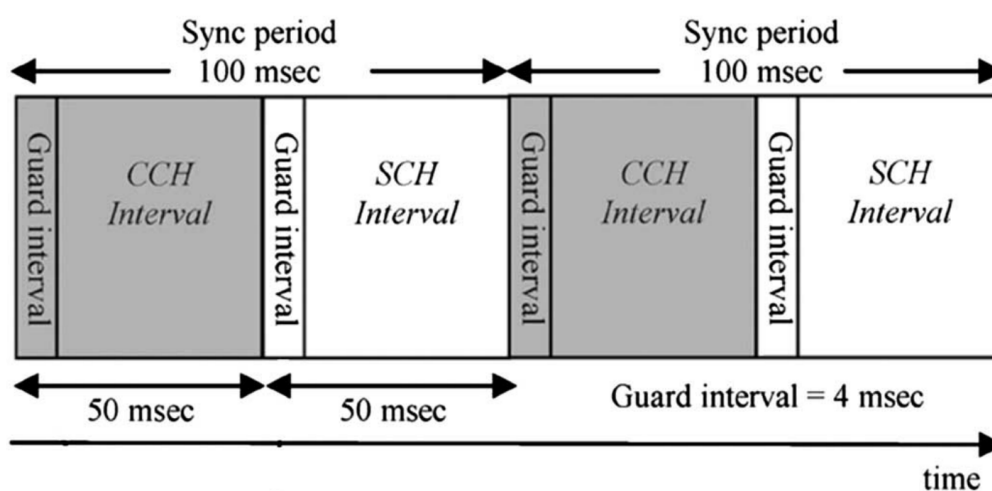 Sync period
100 msec
Sync period
100 msec
Guard interval
CCH
Interval
Guard interval
SCH
Interval
Guard interval
CCH
Interval
Guard interval
SCH
Interval
50 msec
50 msec
Guard interval = 4 msec
time